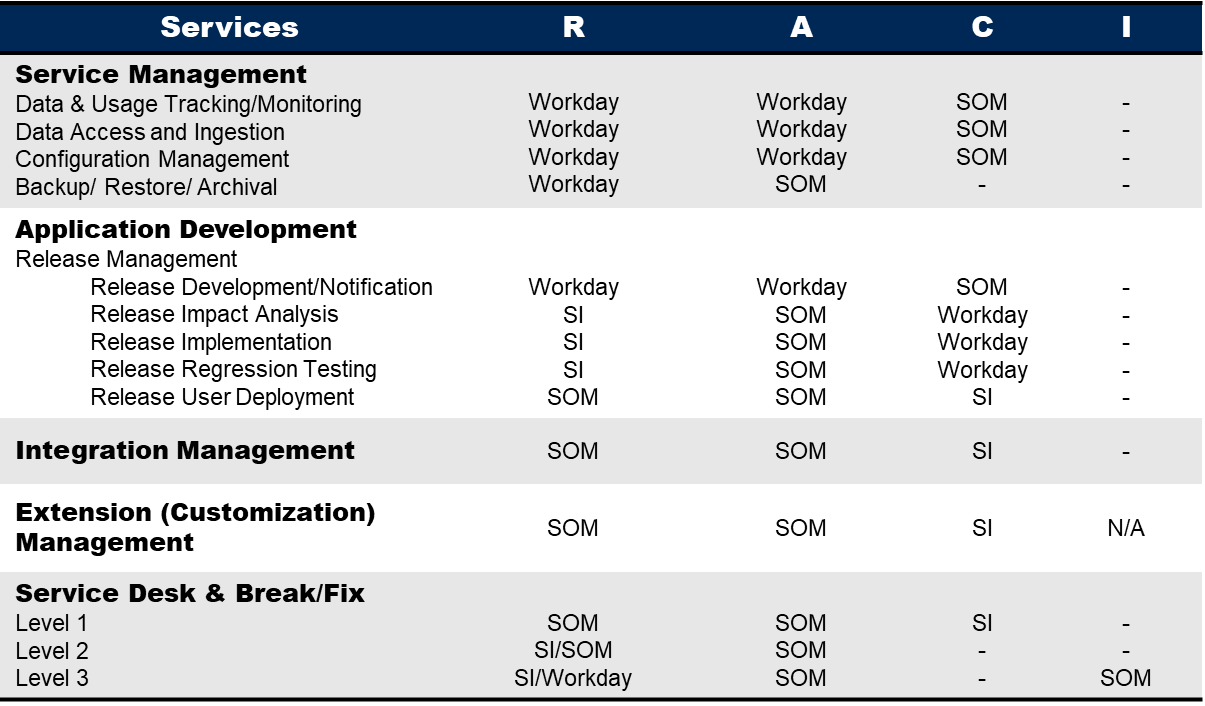 Services R A C I
Service Management
Data & Usage Tracking/Monitoring Workday Workday SOM -
Data Access and Ingestion Workday Workday SOM -
Configuration Management Workday Workday SOM -
Backup/ Restore/ Archival Workday SOM - -
Application Development
Release Management
Release Development/Notification Workday Workday SOM -
Release Impact Analysis SI SOM Workday -
Release Implementation SI SOM Workday -
Release Regression Testing SI SOM Workday -
Release User Deployment SOM SOM SI -
Integration Management SOM SOM SI -
Extension (Customization)
Management SOM SOM SI N/A
Service Desk & Break/Fix
Level 1 SOM SOM SI -
Level 2 SI/SOM SOM - -
Level 3 SI/Workday SOM - SOM